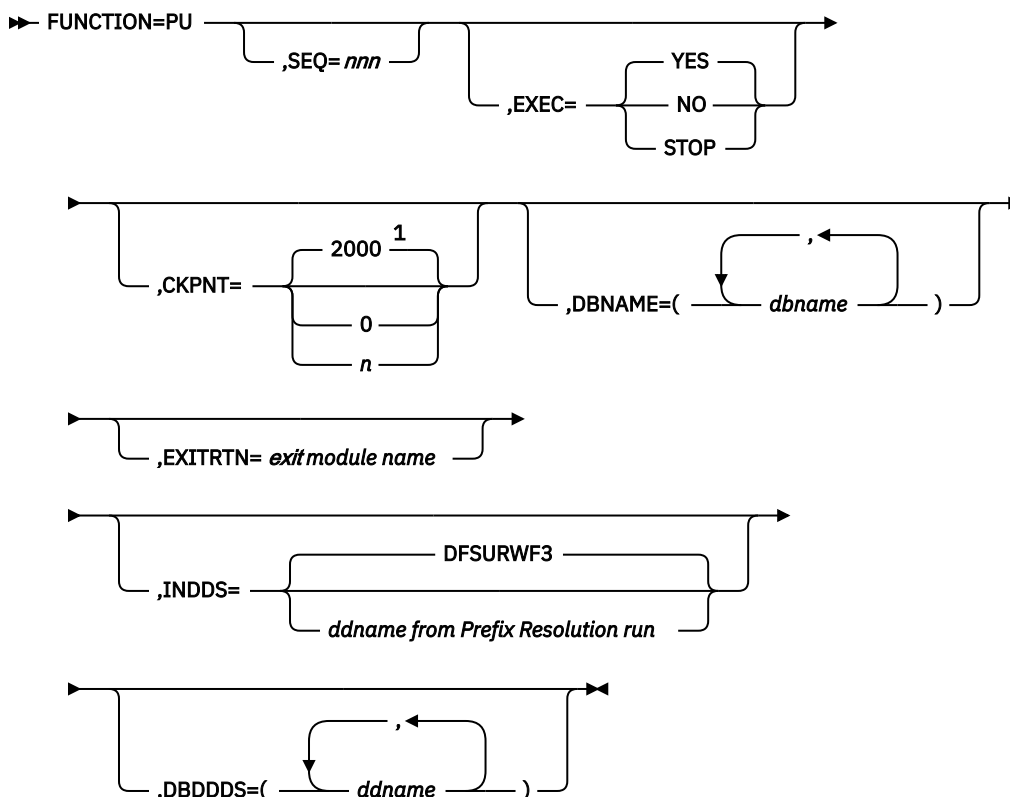 FUNCTION=PU
,SEQ= nnn
,EXEC=
YES
NO
STOP
,CKPNT=
2000 1
0
n
,DBNAME=(
,
dbname
)
,EXITRTN= exit module name
,INDDS=
DFSURWF3
ddname from Prefix Resolution run
,DBDDDS=(
,
ddname
)